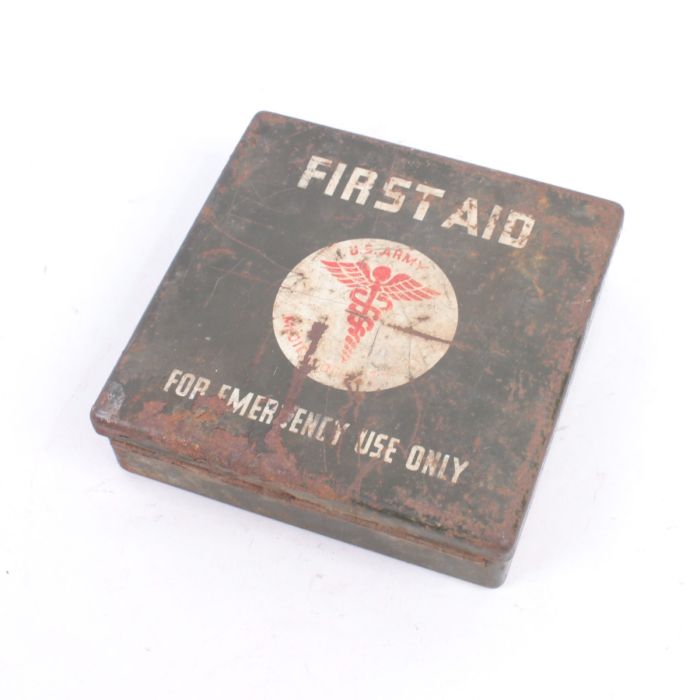 FIRST AID
U.S. ARMY
FOR EMERGENCY USE ONLY